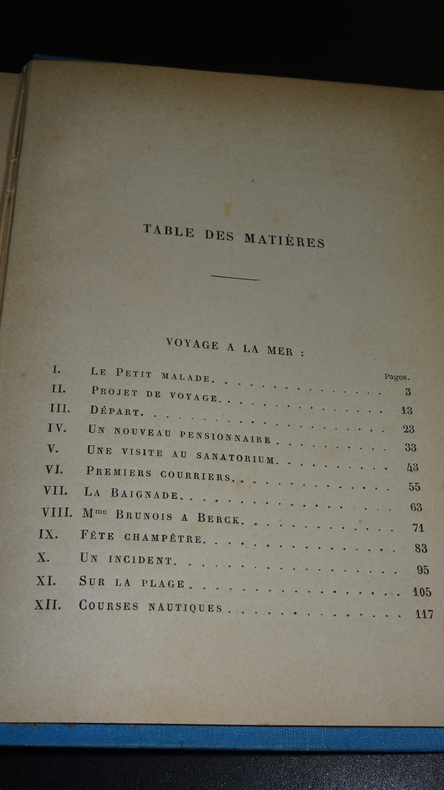 TABLE DES MATIÈRES
VOYAGE A LA MER :
Pages.
I. LE PETIT MALADE. . . . . . . . . . . . 3
II. PROJET DE VOYAGE. . . . . . . . . . . 13
III. DÉPART. . . . . . . . . . . . . . . . 23
IV. UN NOUVEAU PENSIONNAIRE . . . . . . . 33
V. UNE VISITE AU SANATORIUM. . . . . . . 43
VI. PREMIERS COURRIERS. . . . . . . . . . 55
VII. LA BAIGNADE. . . . . . . . . . . . . 63
VIII. Mme BRUNOIS A BERCK. . . . . . . . . 71
IX. FÊTE CHAMPÊTRE. . . . . . . . . . . . 83
X. UN INCIDENT. . . . . . . . . . . . . . 95
XI. SUR LA PLAGE . . . . . . . . . . . . . 105
XII. COURSES NAUTIQUES . . . . . . . . . . 117